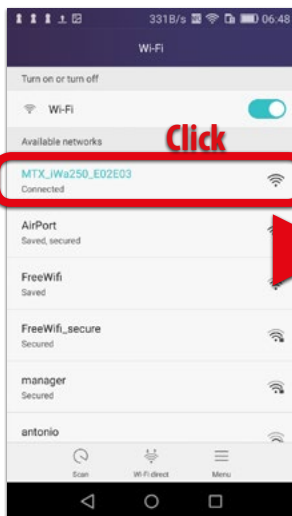 331B/s 06:48
Wi-Fi
Turn on or turn off
Wi-Fi
Available networks
Click
MTX_iWa250_E02E03
Connected
AirPort
Saved, secured
FreeWifi
Saved
FreeWifi_secure
Secured
manager
Secured
antonio
Scan Wi-Fi direct Menu